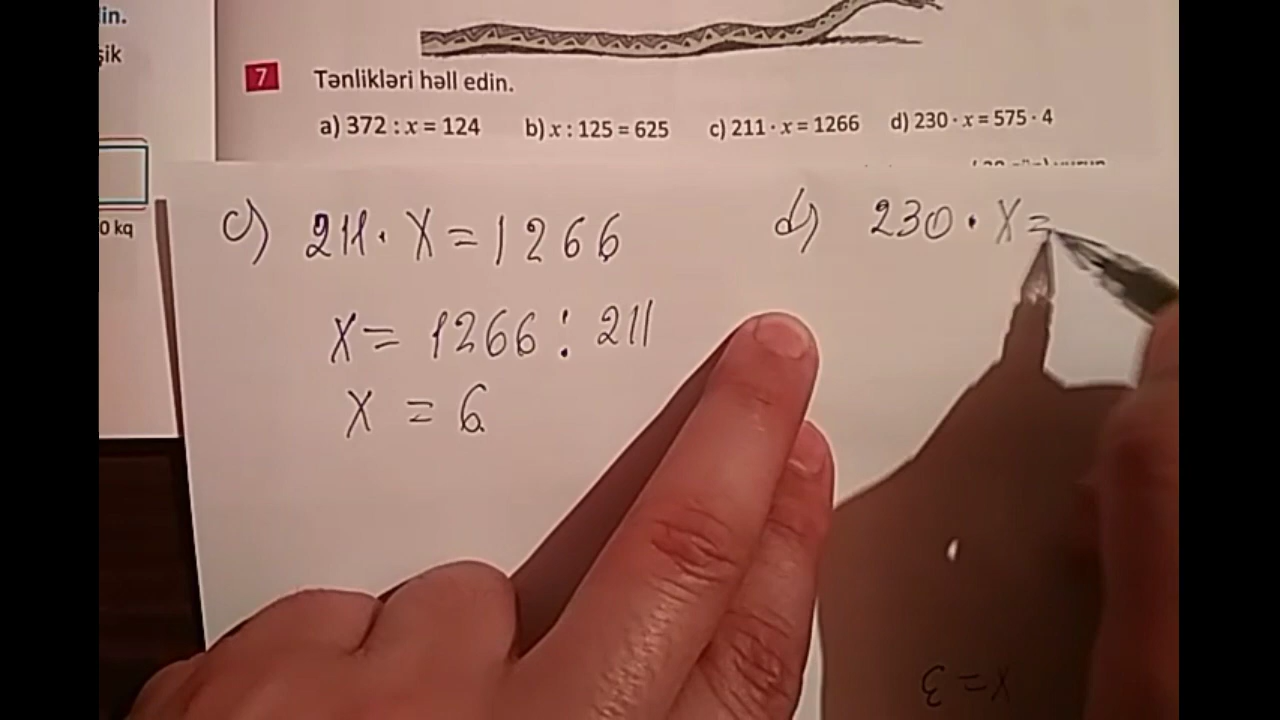 in.
şik
7 Tənlikləri həll edin.
a) 372 : x = 124 b) x : 125 = 625 c) 211 · x = 1266 d) 230 · x = 575 · 4
0 kq
c) 211 · x = 1266
x = 1266 : 211
x = 6
d) 230 · x =
x = 3